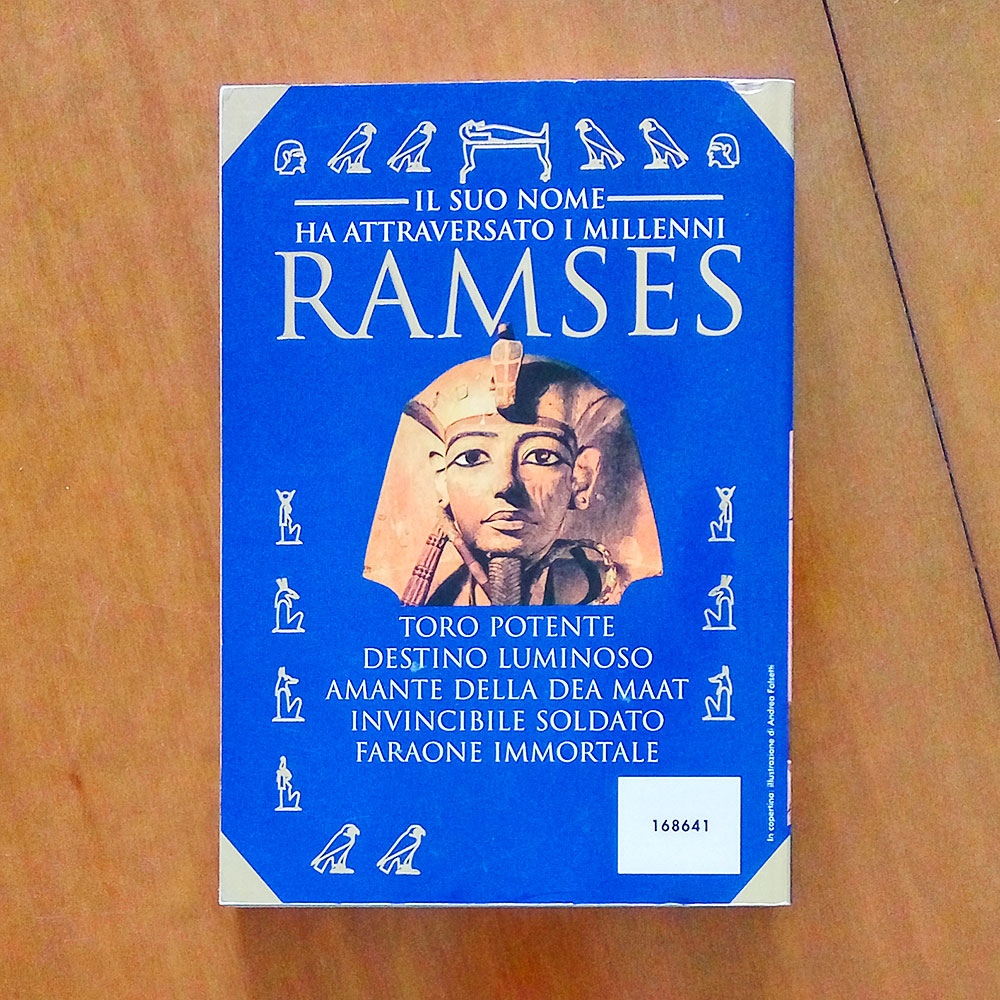 IL SUO NOME
HA ATTRAVERSATO I MILLENNI
RAMSES
TORO POTENTE
DESTINO LUMINOSO
AMANTE DELLA DEA MAAT
INVINCIBILE SOLDATO
FARAONE IMMORTALE
168641
In copertina: illustrazione di Andrea Falsetti